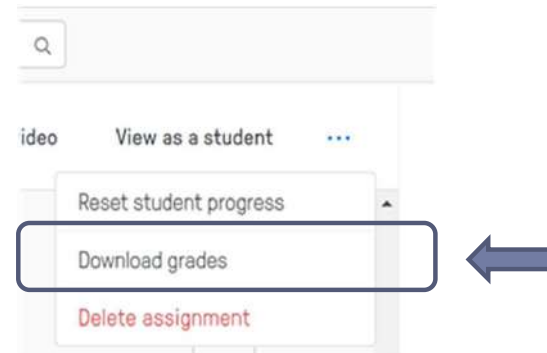 ideo View as a student ...
Reset student progress
Download grades
Delete assignment